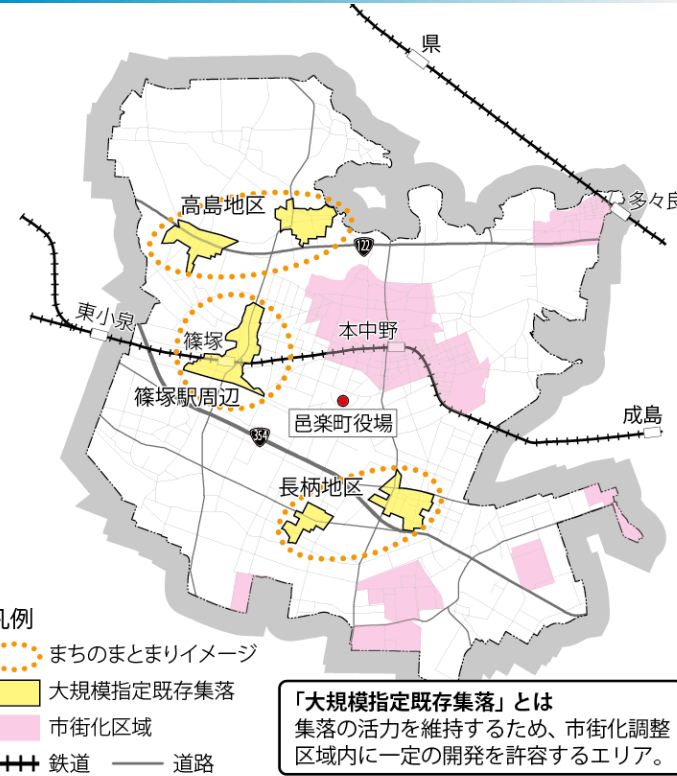 県
多々良
高島地区
122
東小泉
篠塚
本中野
篠塚駅周辺
邑楽町役場
成島
354
長柄地区
凡例
まちのまとまりイメージ
大規模指定既存集落
市街化区域
鉄道 道路
「大規模指定既存集落」とは
集落の活力を維持するため、市街化調整
区域内に一定の開発を許容するエリア。